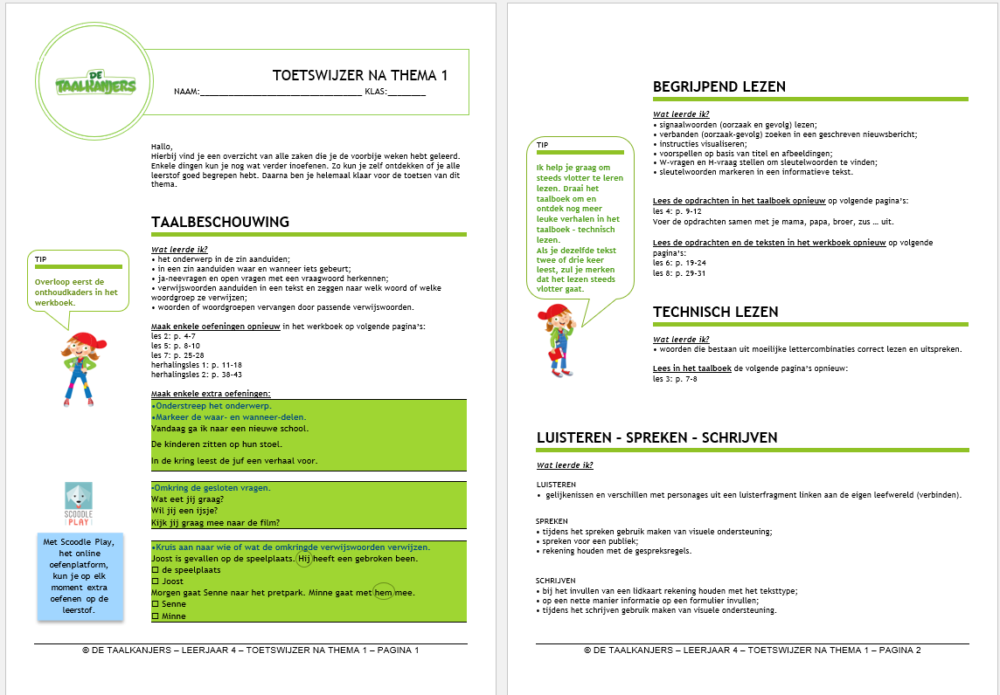 DE
TAALKANJERS
TOETSWIJZER NA THEMA 1
NAAM:__________________________________ KLAS:________
Hallo,
Hierbij vind je een overzicht van alle zaken die je de voorbije weken hebt geleerd.
Enkele dingen kun je nog wat verder inoefenen. Zo kun je zelf ontdekken of je alle
leerstof goed begrepen hebt. Daarna ben je helemaal klaar voor de toetsen van dit
thema.
TAALBESCHOUWING
Wat leerde ik?
• het onderwerp in de zin aanduiden;
• in een zin aanduiden waar en wanneer iets gebeurt;
• ja-neevragen en open vragen met een vraagwoord herkennen;
• verwijswoorden aanduiden in een tekst en zeggen naar welk woord of welke
woordgroep ze verwijzen;
• woorden of woordgroepen vervangen door passende verwijswoorden.
TIP
Overloop eerst de
onthoudkaders in het
werkboek.
Maak enkele oefeningen opnieuw in het werkboek op volgende pagina's:
les 2: p. 4-7
les 5: p. 8-10
les 7: p. 25-28
herhalingsles 1: p. 11-18
herhalingsles 2: p. 38-43
Maak enkele extra oefeningen:
•Onderstreep het onderwerp.
•Markeer de waar- en wanneer-delen.
Vandaag ga ik naar een nieuwe school.
De kinderen zitten op hun stoel.
In de kring leest de juf een verhaal voor.
•Omkring de gesloten vragen.
Wat eet jij graag?
Wil jij een ijsje?
Kijk jij graag mee naar de film?
SCOODLE
PLAY
Met Scoodle Play,
het online
oefenplatform,
kun je op elk
moment extra
oefenen op de
leerstof.
•Kruis aan naar wie of wat de omkringde verwijswoorden verwijzen.
Joost is gevallen op de speelplaats. Hij heeft een gebroken been.
☐ de speelplaats
☐ Joost
Morgen gaat Senne naar het pretpark. Minne gaat met hem mee.
☐ Senne
☐ Minne
© DE TAALKANJERS – LEERJAAR 4 – TOETSWIJZER NA THEMA 1 – PAGINA 1
BEGRIJPEND LEZEN
Wat leerde ik?
• signaalwoorden (oorzaak en gevolg) lezen;
• verbanden (oorzaak-gevolg) zoeken in een geschreven nieuwsbericht;
• instructies visualiseren;
• voorspellen op basis van titel en afbeeldingen;
• W-vragen en H-vraag stellen om sleutelwoorden te vinden;
• sleutelwoorden markeren in een informatieve tekst.
TIP
Ik help je graag om
steeds vlotter te leren
lezen. Draai het
taalboek om en
ontdek nog meer
leuke verhalen in het
taalboek – technisch
lezen.
Als je dezelfde tekst
twee of drie keer
leest, zul je merken
dat het lezen steeds
vlotter gaat.
Lees de opdrachten in het taalboek opnieuw op volgende pagina's:
les 4: p. 9-12
Voer de opdrachten samen met je mama, papa, broer, zus … uit.
Lees de opdrachten en de teksten in het werkboek opnieuw op volgende
pagina's:
les 6: p. 19-24
les 8: p. 29-31
TECHNISCH LEZEN
Wat leerde ik?
• woorden die bestaan uit moeilijke lettercombinaties correct lezen en uitspreken.
Lees in het taalboek de volgende pagina's opnieuw:
les 3: p. 7-8
LUISTEREN – SPREKEN – SCHRIJVEN
Wat leerde ik?
LUISTEREN
• gelijkenissen en verschillen met personages uit een luisterfragment linken aan de eigen leefwereld (verbinden).
SPREKEN
• tijdens het spreken gebruik maken van visuele ondersteuning;
• spreken voor een publiek;
• rekening houden met de gespreksregels.
SCHRIJVEN
• bij het invullen van een lidkaart rekening houden met het teksttype;
• op een nette manier informatie op een formulier invullen;
• tijdens het schrijven gebruik maken van visuele ondersteuning.
© DE TAALKANJERS – LEERJAAR 4 – TOETSWIJZER NA THEMA 1 – PAGINA 2